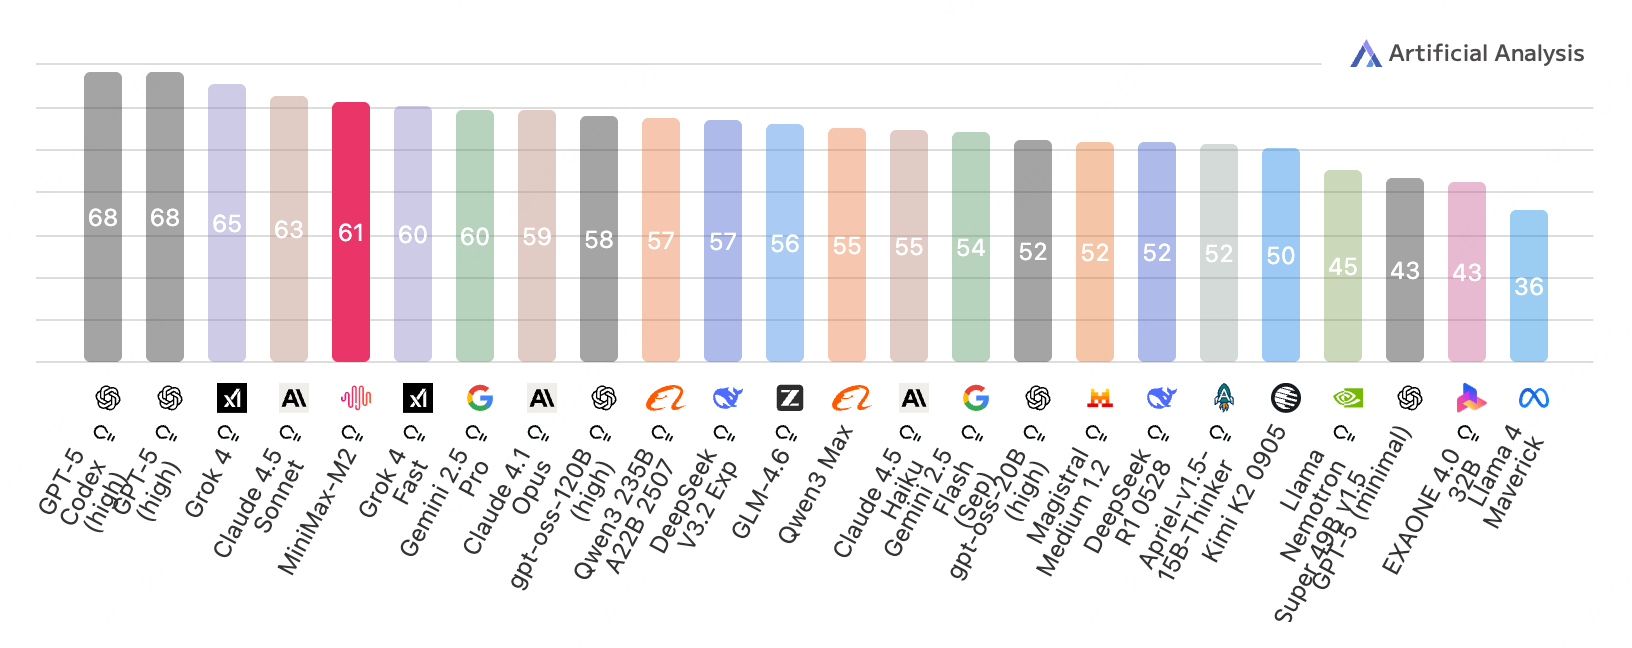 Artificial Analysis
68
68
65
63
61
60
60
59
58
57
57
56
55
55
54
52
52
52
52
50
45
43
43
36
GPT-5
Codex
(high)
GPT-5
(high)
Grok 4
Claude 4.5
Sonnet
MiniMax-M2
Grok 4
Fast
Gemini 2.5
Pro
Claude 4.1
Opus
gpt-oss-120B
(high)
Qwen3 235B
A22B 2507
DeepSeek
V3.2 Exp
GLM-4.6
Qwen3 Max
Claude 4.5
Haiku
Gemini 2.5
Flash
(Sep)
gpt-oss-20B
(high)
Magistral
Medium 1.2
DeepSeek
R1 0528
Apriel-v1.5-
15B-Thinker
Kimi K2 0905
Llama
Nemotron
Super 49B v1.5
GPT-5 (minimal)
EXAONE 4.0
32B
Llama 4
Maverick